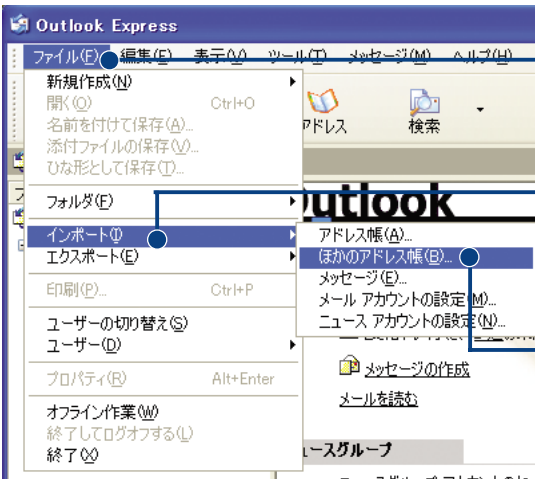 Outlook Express
ファイル(F) 編集(E) 表示(V) ツール(T) メッセージ(M) ヘルプ(H)
新規作成(N)
開く(O) Ctrl+O
名前を付けて保存(A)...
添付ファイルの保存(V)...
ひな形として保存(T)...
フォルダ(F)
インポート(I)
エクスポート(E)
印刷(P)... Ctrl+P
ユーザーの切り替え(S)
ユーザー(D)
プロパティ(R) Alt+Enter
オフライン作業(W)
終了してログオフする(L)
終了(X)
ドレス 検索
Outlook
アドレス帳(A)...
ほかのアドレス帳(B)...
メッセージ(E)...
メール アカウントの設定(M)...
ニュース アカウントの設定(N)...
メッセージの作成
メールを読む
ースグループ